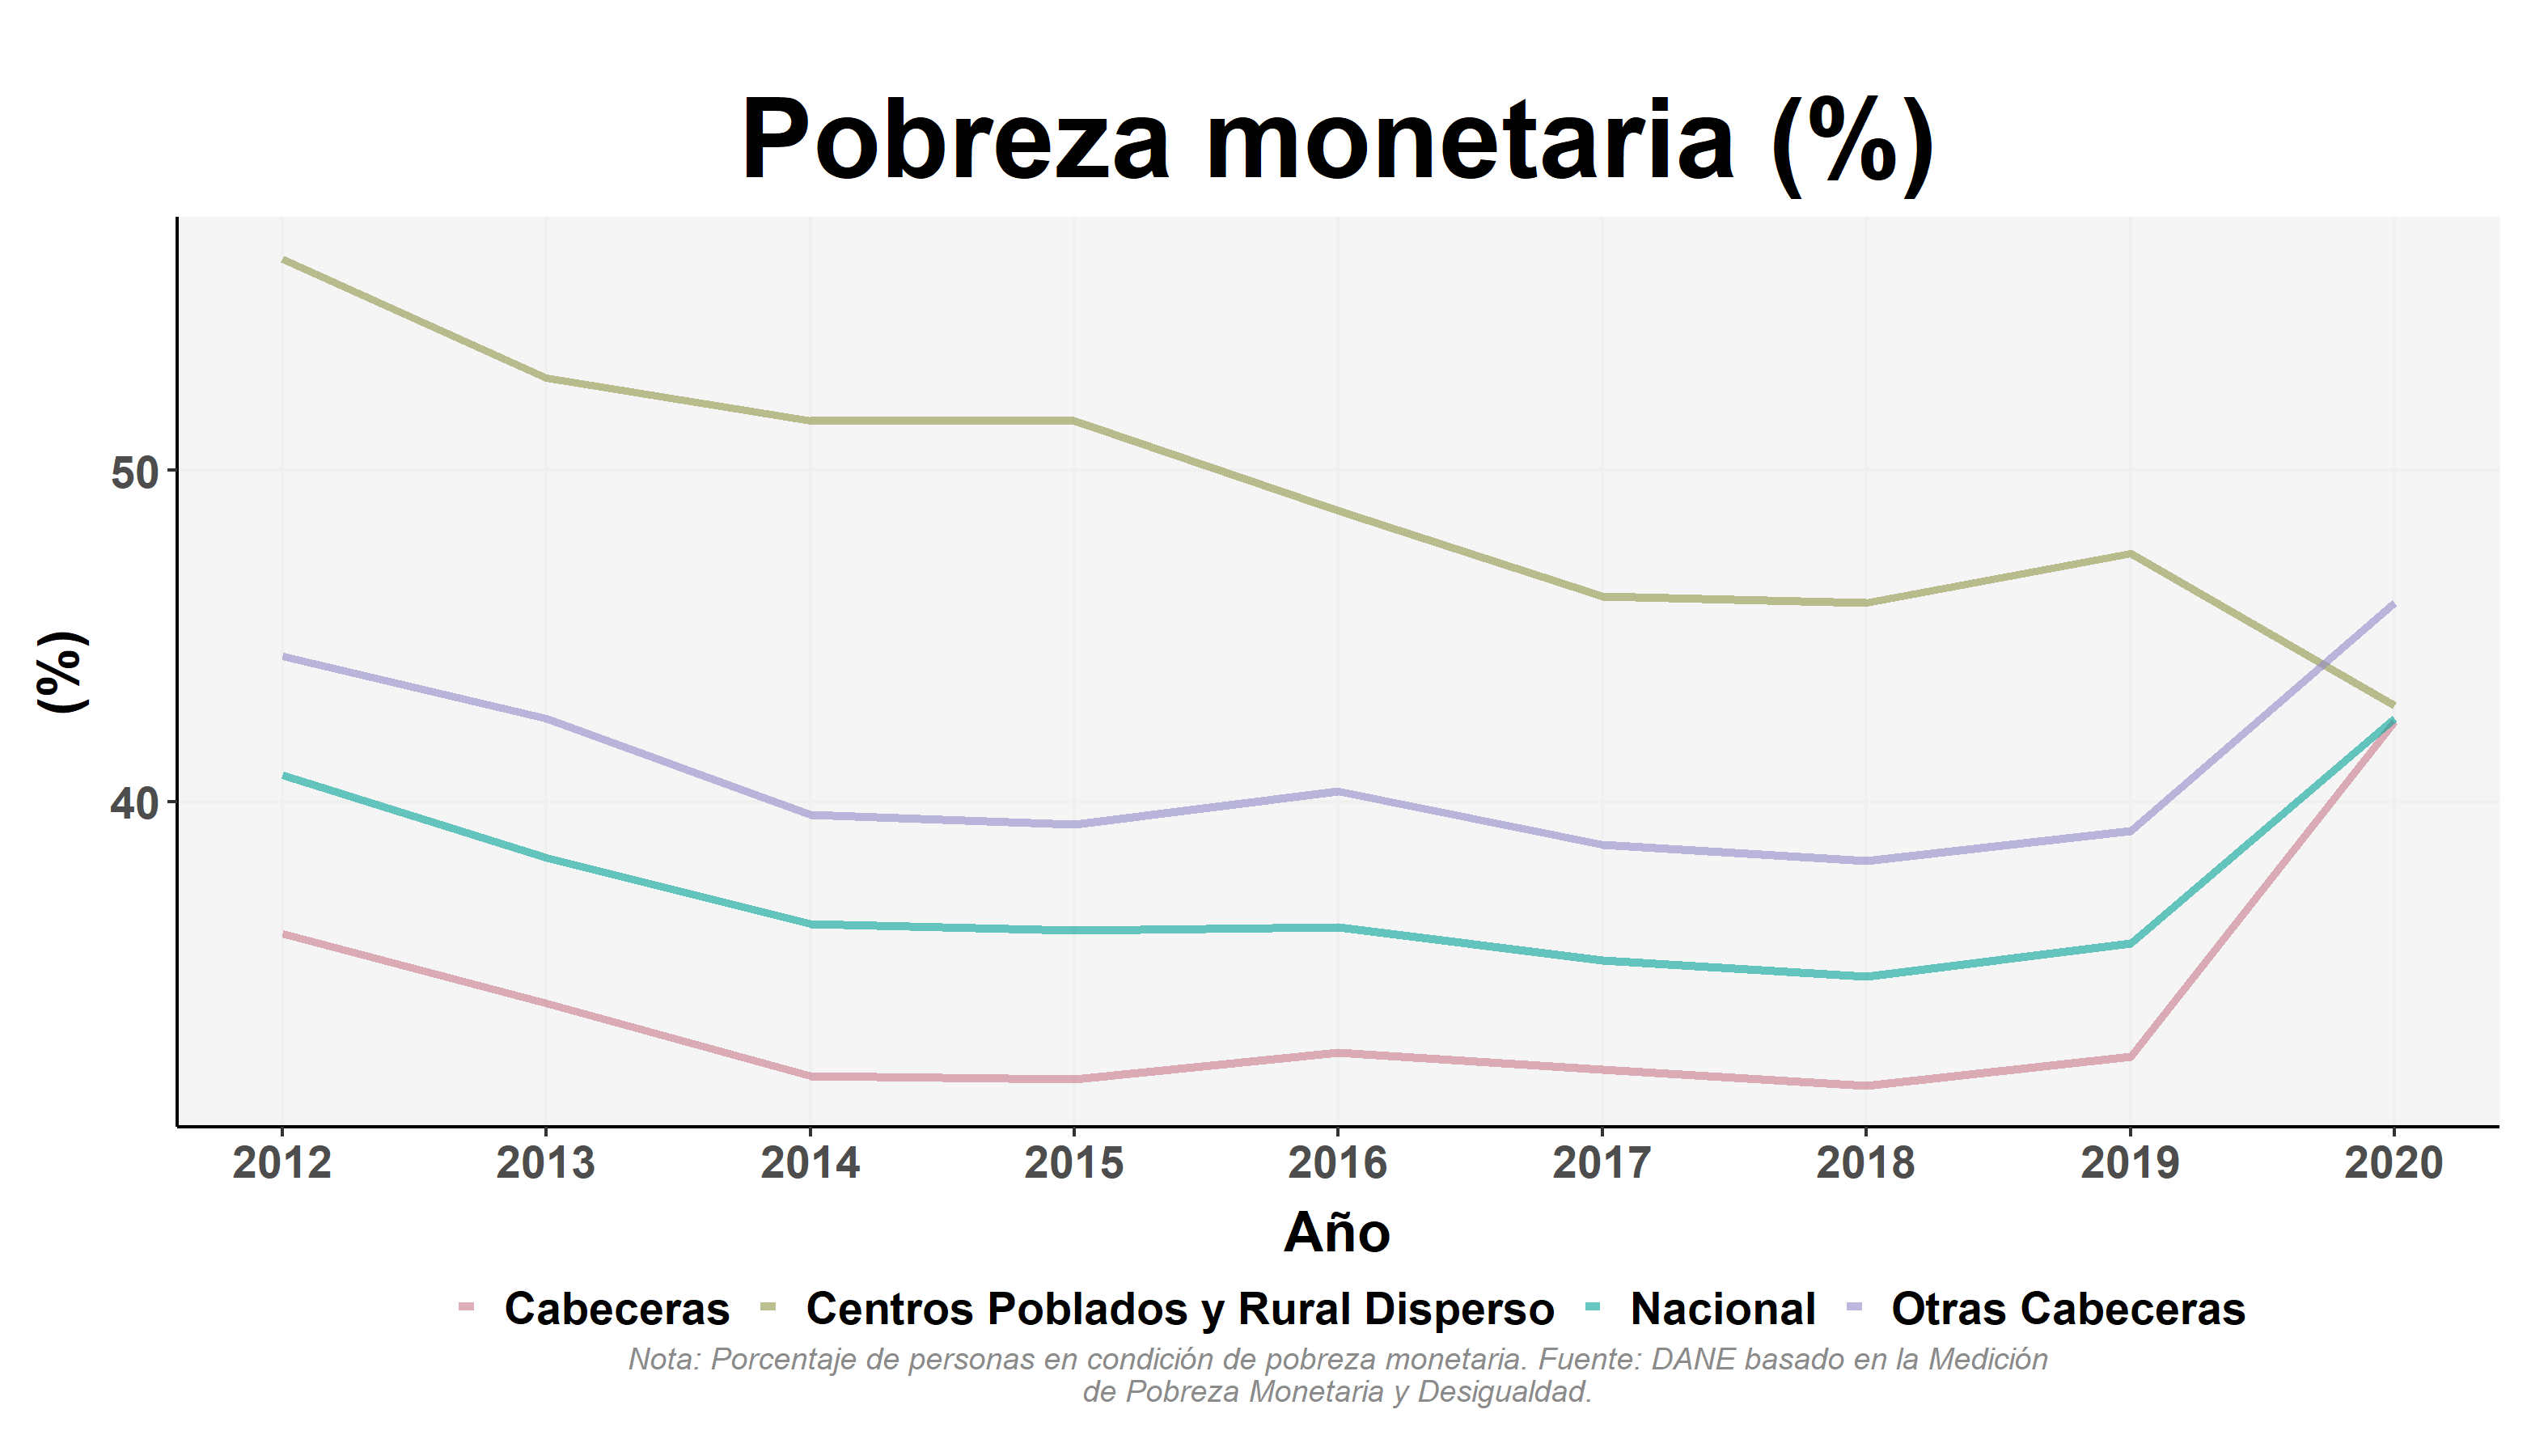 Pobreza monetaria (%)
50
40
(%)
2012 2013 2014 2015 2016 2017 2018 2019 2020
Año
Cabeceras Centros Poblados y Rural Disperso Nacional Otras Cabeceras
Nota: Porcentaje de personas en condición de pobreza monetaria. Fuente: DANE basado en la Medición
de Pobreza Monetaria y Desigualdad.